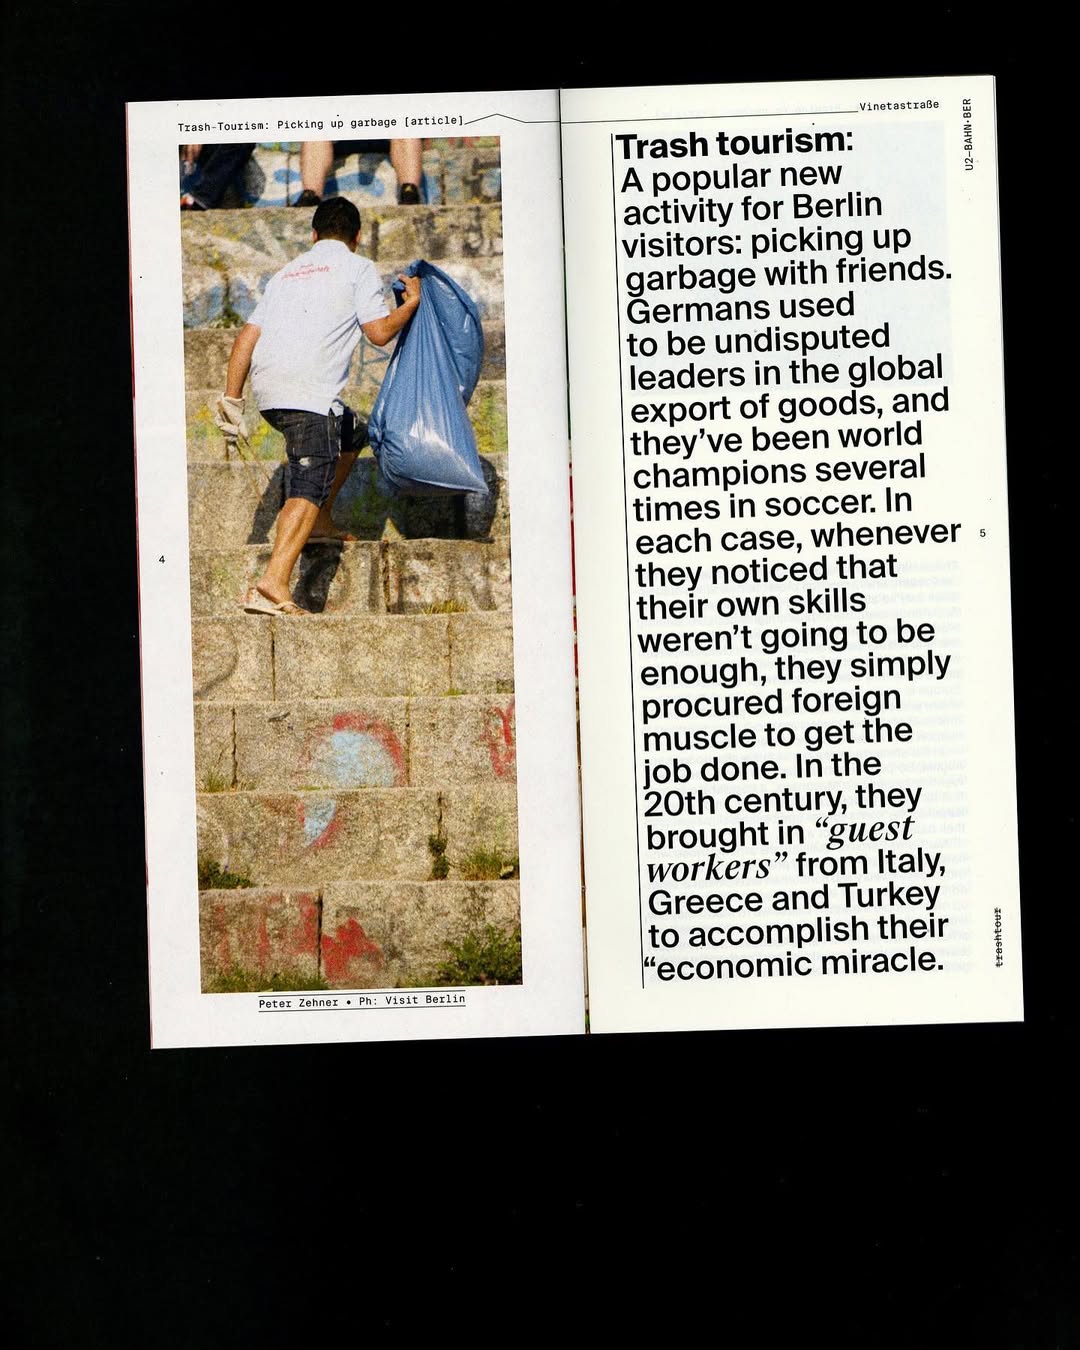 Trash-Tourism: Picking up garbage [article]
4
Peter Zehner • Ph: Visit Berlin
Vinetastraße
U2-BAHN•BER
Trash tourism:
A popular new
activity for Berlin
visitors: picking up
garbage with friends.
Germans used
to be undisputed
leaders in the global
export of goods, and
they’ve been world
champions several
times in soccer. In
each case, whenever
they noticed that
their own skills
weren’t going to be
enough, they simply
procured foreign
muscle to get the
job done. In the
20th century, they
brought in “guest
workers” from Italy,
Greece and Turkey
to accomplish their
“economic miracle.
5
trashtour